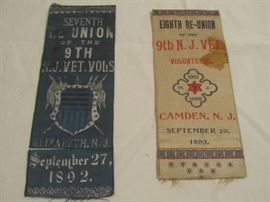 SEVENTH
RE-UNION
OF THE
9TH
N.J. VET. VOLS
ELIZABETH, N.J.
September 27,
1892.
EIGHTH RE-UNION
OF THE
9th N. J. VET.
VOLUNTEERS
CAMDEN, N. J.
SEPTEMBER 20,
1893.